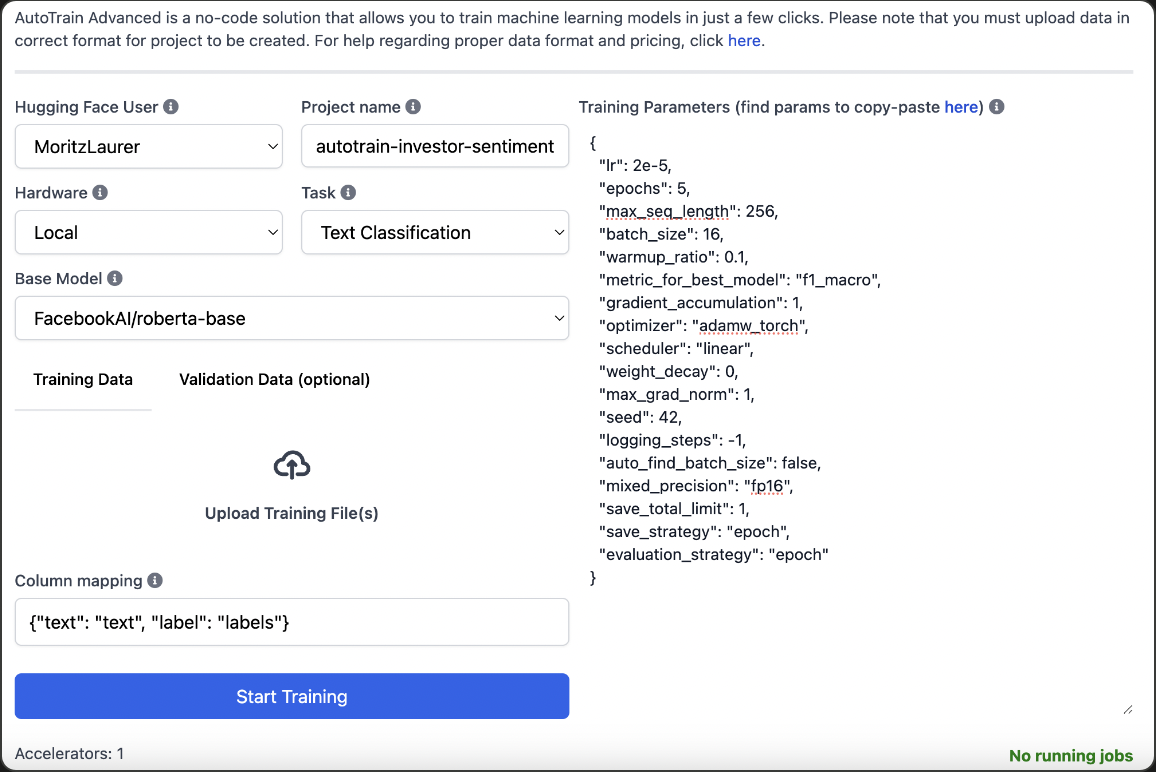 AutoTrain Advanced is a no-code solution that allows you to train machine learning models in just a few clicks. Please note that you must upload data in
correct format for project to be created. For help regarding proper data format and pricing, click here.
Hugging Face User
Project name
MoritzLaurer
autotrain-investor-sentiment
Hardware
Task
Local
Text Classification
Base Model
FacebookAI/roberta-base
Training Data
Validation Data (optional)
Upload Training File(s)
Column mapping
{"text": "text", "label": "labels"}
Start Training
Accelerators: 1
Training Parameters (find params to copy-paste here)
{
"lr": 2e-5,
"epochs": 5,
"max_seq_length": 256,
"batch_size": 16,
"warmup_ratio": 0.1,
"metric_for_best_model": "f1_macro",
"gradient_accumulation": 1,
"optimizer": "adamw_torch",
"scheduler": "linear",
"weight_decay": 0,
"max_grad_norm": 1,
"seed": 42,
"logging_steps": -1,
"auto_find_batch_size": false,
"mixed_precision": "fp16",
"save_total_limit": 1,
"save_strategy": "epoch",
"evaluation_strategy": "epoch"
}
No running jobs